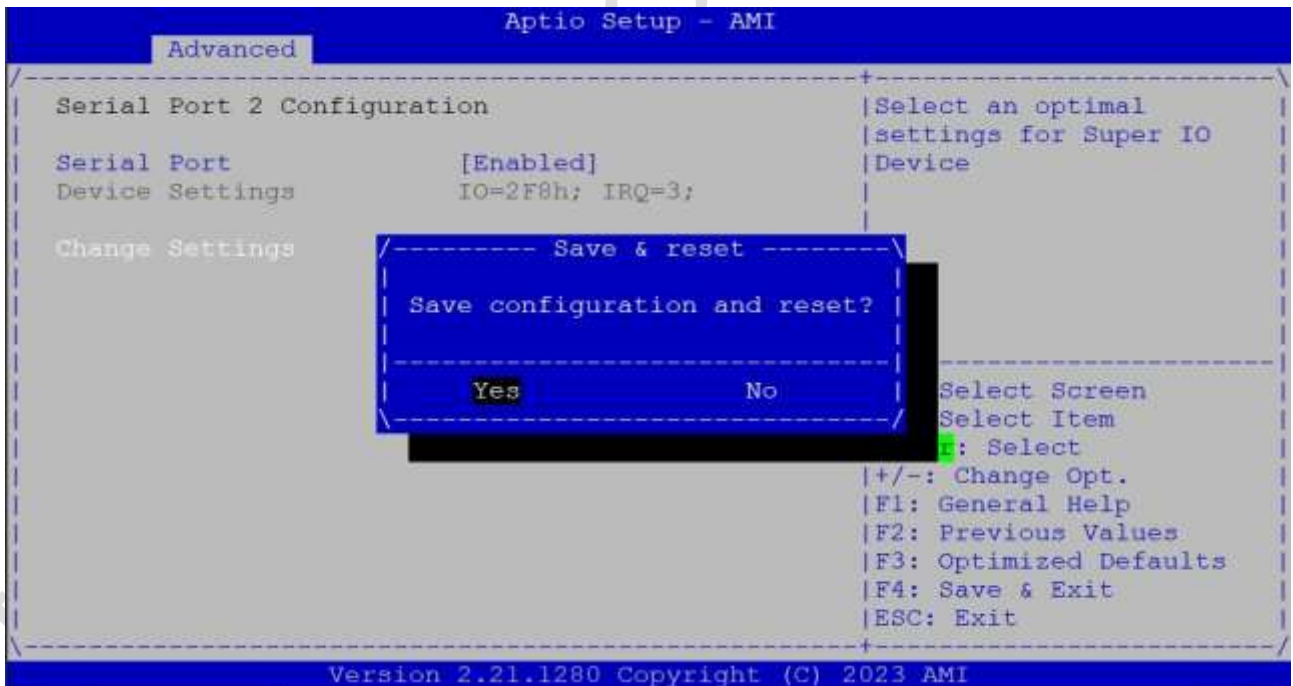 Aptio Setup - AMI
Advanced
Serial Port 2 Configuration
Select an optimal
settings for Super IO
Device
Serial Port [Enabled]
Device Settings IO=2F8h; IRQ=3;
Change Settings
Save & reset
Save configuration and reset?
Yes No
Select Screen
Select Item
r: Select
+/-: Change Opt.
F1: General Help
F2: Previous Values
F3: Optimized Defaults
F4: Save & Exit
ESC: Exit
Version 2.21.1280 Copyright (C) 2023 AMI